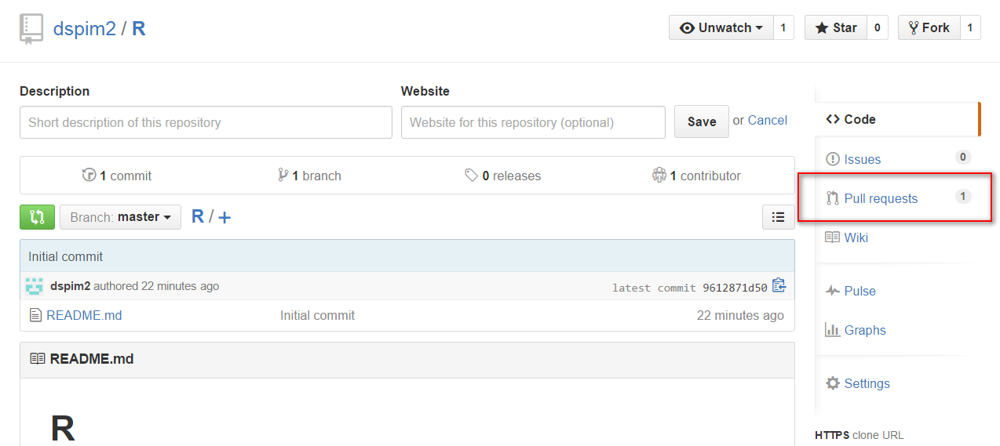 dspim2 / R
Unwatch 1 Star 0 Fork 1
Description
Short description of this repository
Website
Website for this repository (optional)
Save or Cancel
1 commit 1 branch 0 releases 1 contributor
Branch: master R / +
Initial commit
dspim2 authored 22 minutes ago latest commit 9612871d50
README.md Initial commit 22 minutes ago
README.md
R
Code
Issues 0
Pull requests 1
Wiki
Pulse
Graphs
Settings
HTTPS clone URL